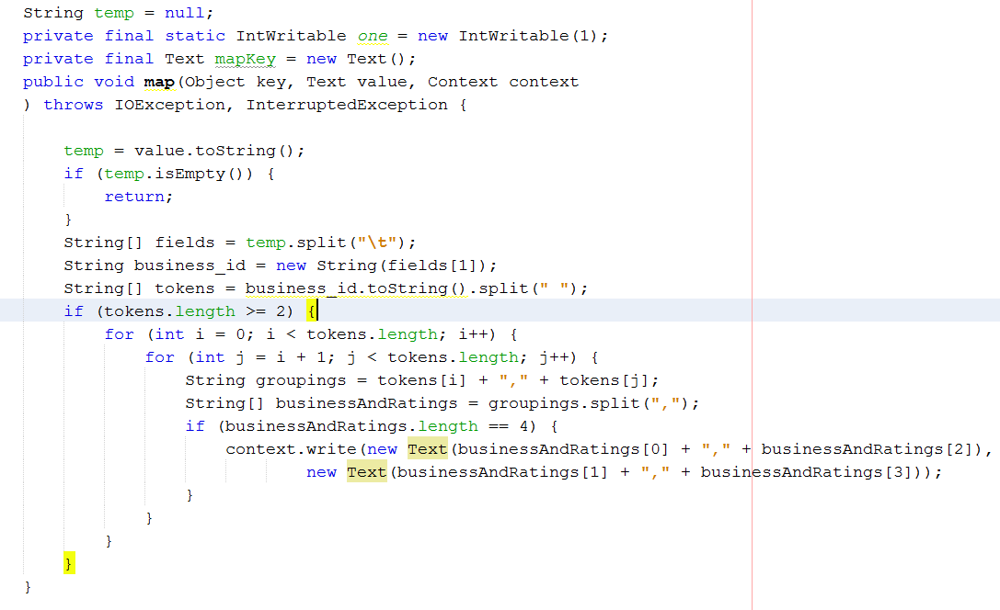 String temp = null;
private final static IntWritable one = new IntWritable(1);
private final Text mapKey = new Text();
public void map(Object key, Text value, Context context
) throws IOException, InterruptedException {
temp = value.toString();
if (temp.isEmpty()) {
return;
}
String[] fields = temp.split("\t");
String business_id = new String(fields[1]);
String[] tokens = business_id.toString().split(" ");
if (tokens.length >= 2) {
for (int i = 0; i < tokens.length; i++) {
for (int j = i + 1; j < tokens.length; j++) {
String groupings = tokens[i] + "," + tokens[j];
String[] businessAndRatings = groupings.split(",");
if (businessAndRatings.length == 4) {
context.write(new Text(businessAndRatings[0] + "," + businessAndRatings[2]),
new Text(businessAndRatings[1] + "," + businessAndRatings[3]));
}
}
}
}
}